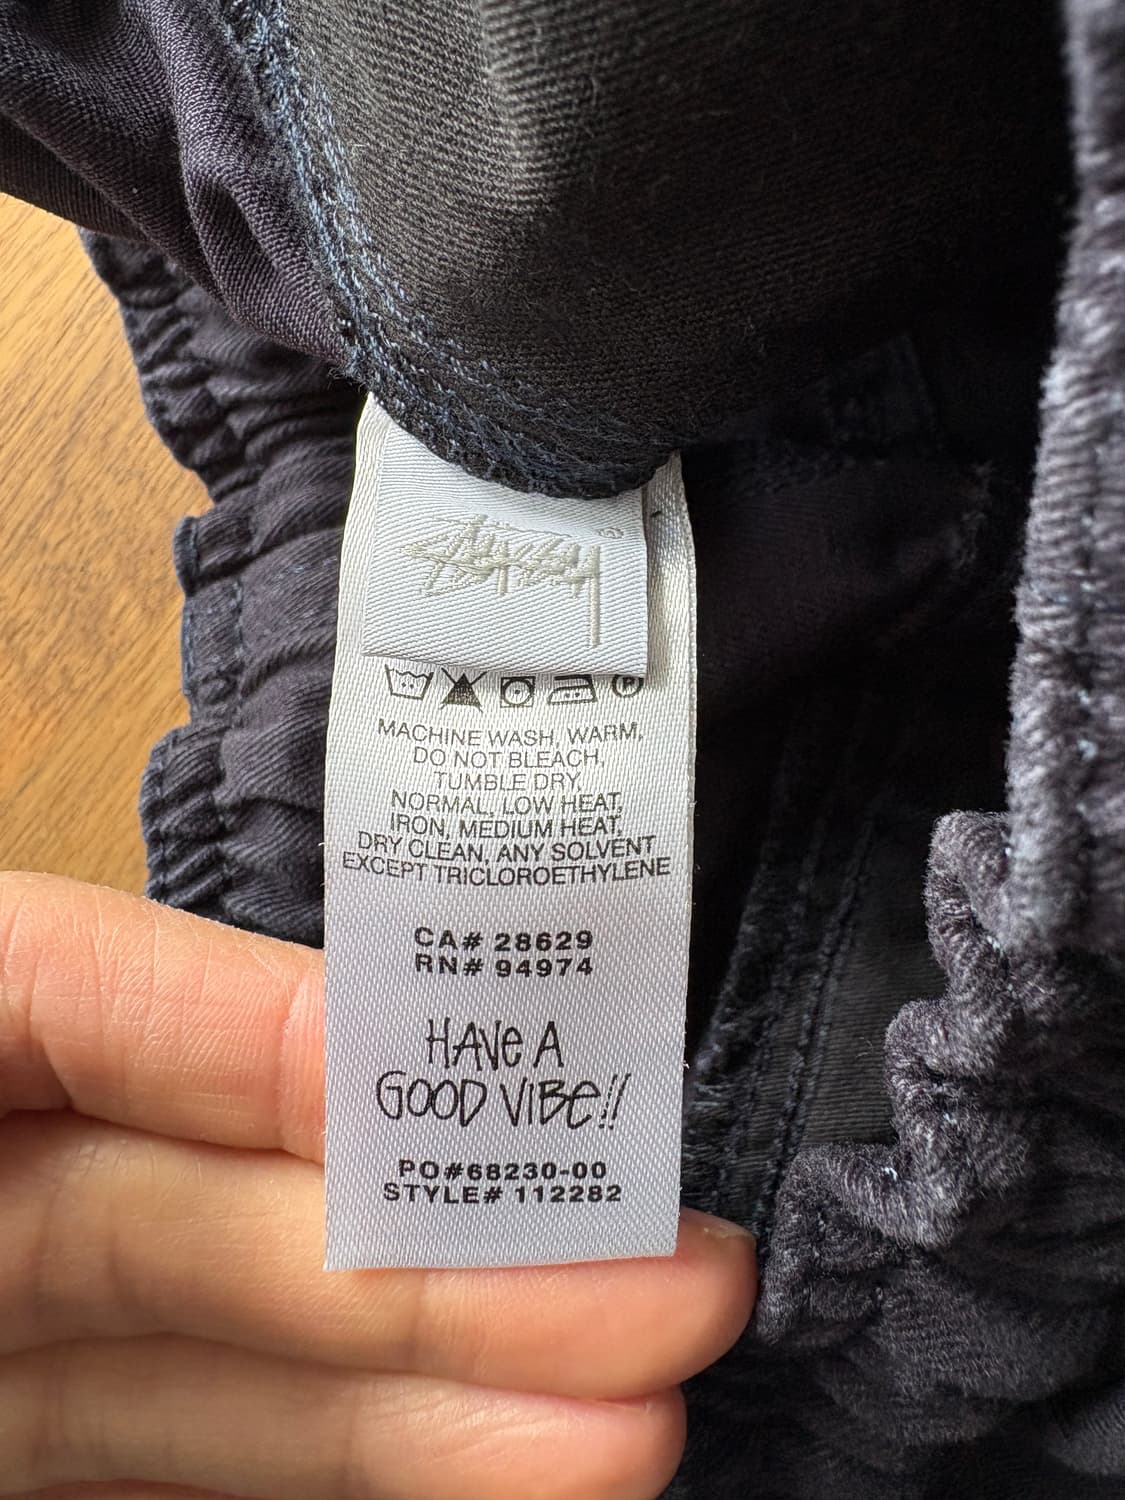 Stüssy ®
MACHINE WASH, WARM,
DO NOT BLEACH,
TUMBLE DRY,
NORMAL, LOW HEAT,
IRON, MEDIUM HEAT,
DRY CLEAN, ANY SOLVENT
EXCEPT TRICLOROETHYLENE
CA# 28629
RN# 94974
HAVE A
GOOD VIBE!!
PO#68230-00
STYLE# 112282